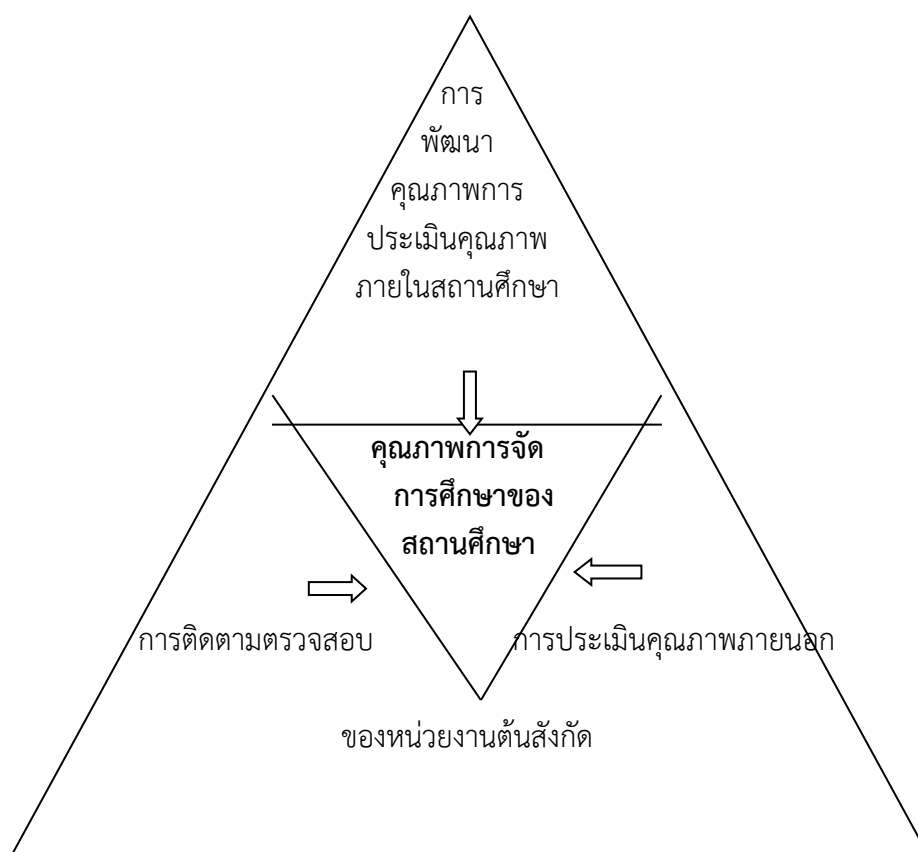 การ
พัฒนา
คุณภาพการ
ประเมินคุณภาพ
ภายในสถานศึกษา
คุณภาพการจัด
การศึกษาของ
สถานศึกษา
การติดตามตรวจสอบ
การประเมินคุณภาพภายนอก
ของหน่วยงานต้นสังกัด